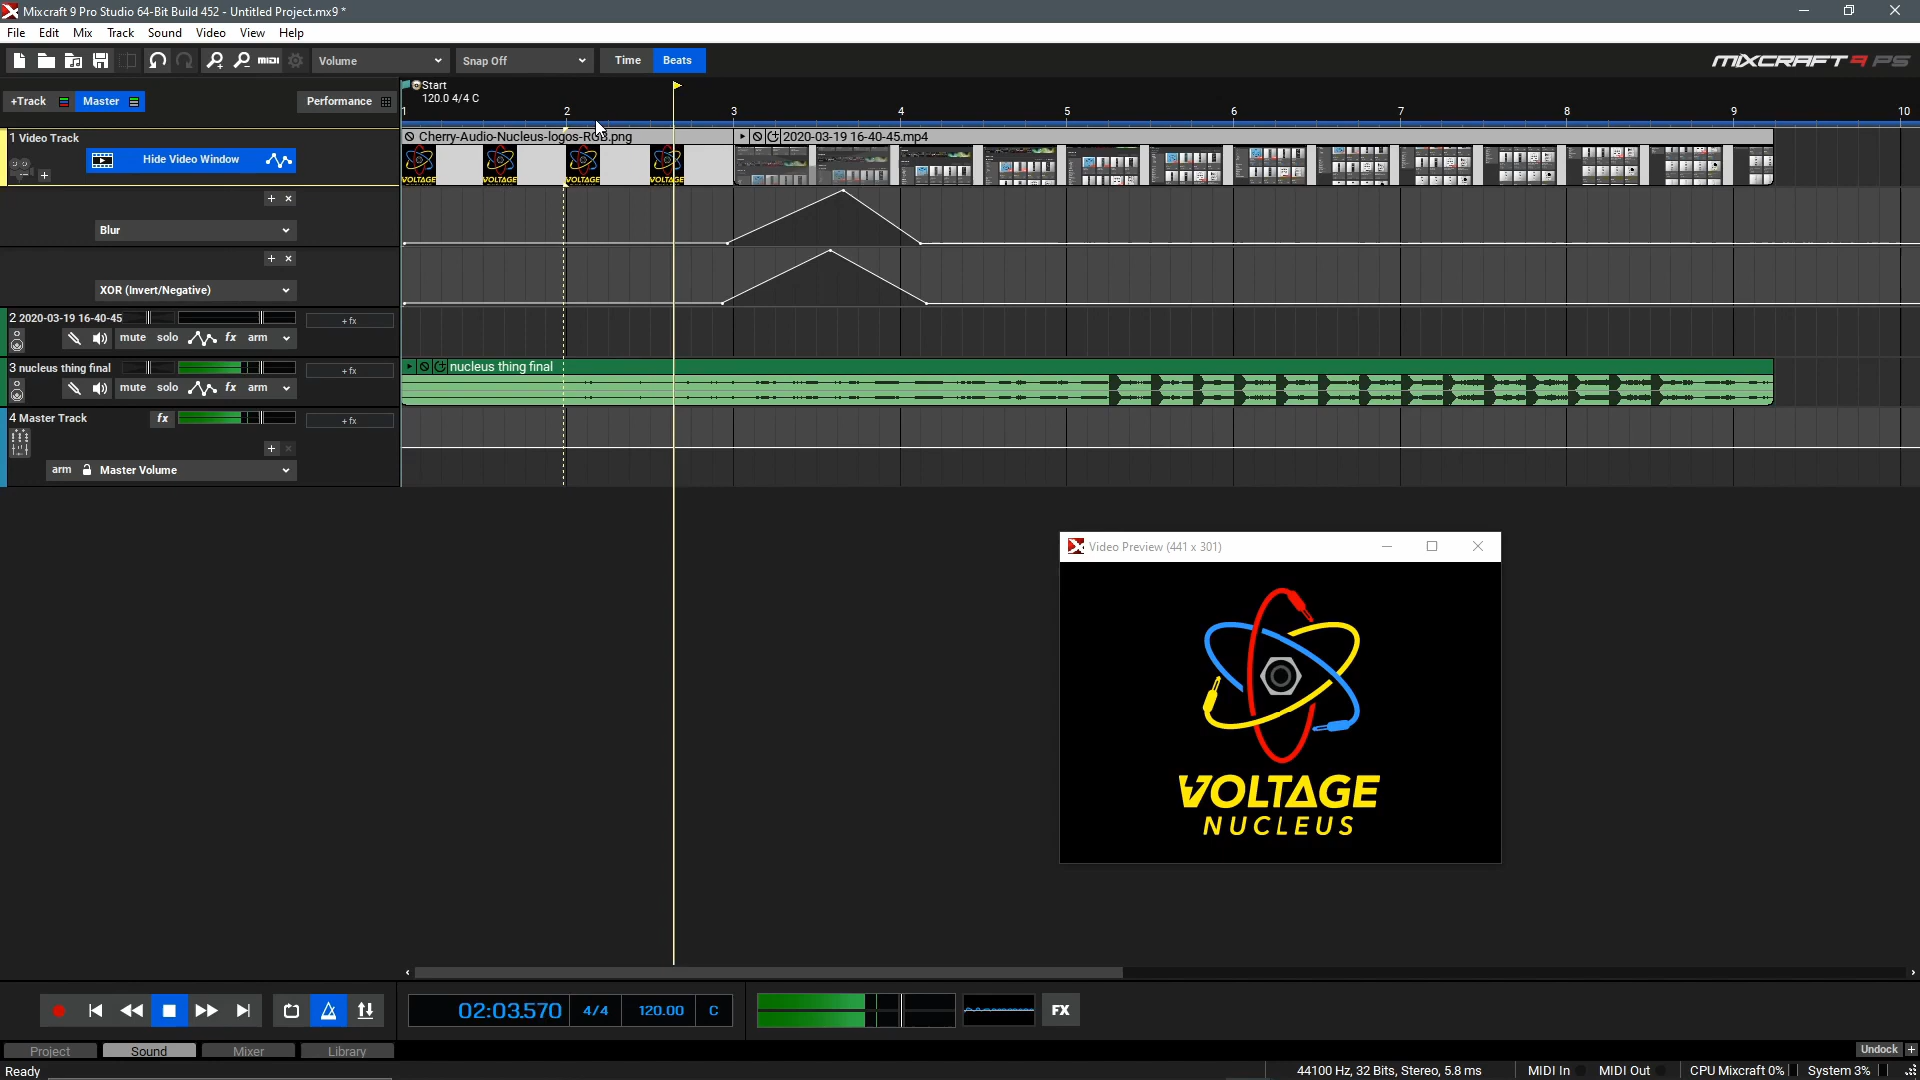 Mixcraft 9 Pro Studio 64-Bit Build 452 - Untitled Project.mx9 *
File Edit Mix Track Sound Video View Help
MIDI Volume Snap Off Time Beats MIXCRAFT 9 PS
+Track Master Performance
Start
120.0 4/4 C
1 2 3 4 5 6 7 8 9 10
1 Video Track
Cherry-Audio-Nucleus-logos-RGB.png 2020-03-19 16-40-45.mp4
Hide Video Window
VOLTAGE VOLTAGE VOLTAGE VOLTAGE
Blur
XOR (Invert/Negative)
2 2020-03-19 16-40-45 +fx
mute solo fx arm
3 nucleus thing final +fx nucleus thing final
mute solo fx arm
4 Master Track fx +fx
arm Master Volume
Video Preview (441 x 301)
VOLTAGE
NUCLEUS
02:03.570 4/4 120.00 C FX
Project Sound Mixer Library Undock
Ready 44100 Hz, 32 Bits, Stereo, 5.8 ms MIDI In MIDI Out CPU Mixcraft 0% System 3%